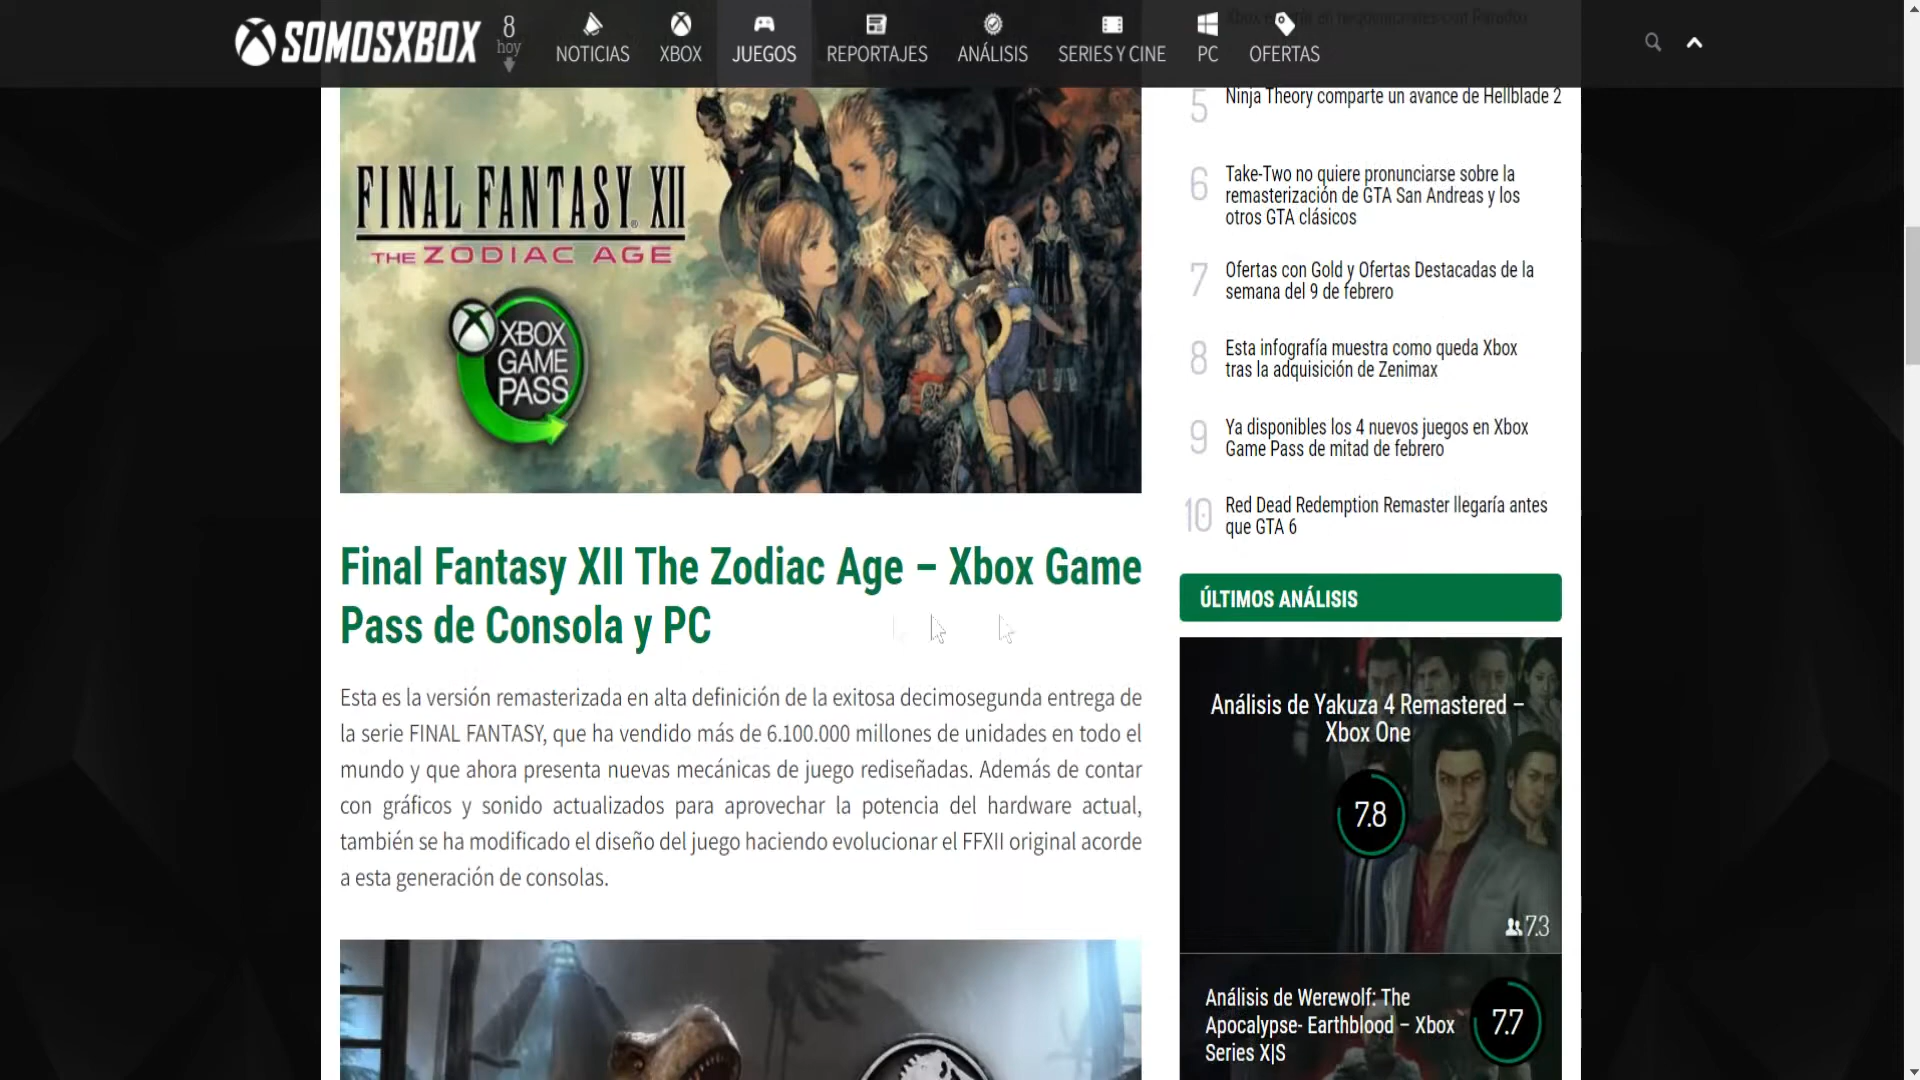 SOMOSXBOX
8
hoy
NOTICIAS
XBOX
JUEGOS
REPORTAJES
ANÁLISIS
SERIES Y CINE
PC
OFERTAS
FINAL FANTASY® XII
THE ZODIAC AGE
XBOX
GAME
PASS
Final Fantasy XII The Zodiac Age – Xbox Game
Pass de Consola y PC
Esta es la versión remasterizada en alta definición de la exitosa decimosegunda entrega de
la serie FINAL FANTASY, que ha vendido más de 6.100.000 millones de unidades en todo el
mundo y que ahora presenta nuevas mecánicas de juego rediseñadas. Además de contar
con gráficos y sonido actualizados para aprovechar la potencia del hardware actual,
también se ha modificado el diseño del juego haciendo evolucionar el FFXII original acorde
a esta generación de consolas.
5
Ninja Theory comparte un avance de Hellblade 2
6
Take-Two no quiere pronunciarse sobre la
remasterización de GTA San Andreas y los
otros GTA clásicos
7
Ofertas con Gold y Ofertas Destacadas de la
semana del 9 de febrero
8
Esta infografía muestra como queda Xbox
tras la adquisición de Zenimax
9
Ya disponibles los 4 nuevos juegos en Xbox
Game Pass de mitad de febrero
10
Red Dead Redemption Remaster llegaría antes
que GTA 6
ÚLTIMOS ANÁLISIS
Análisis de Yakuza 4 Remastered –
Xbox One
7.8
7.3
Análisis de Werewolf: The
Apocalypse- Earthblood – Xbox
Series X|S
7.7